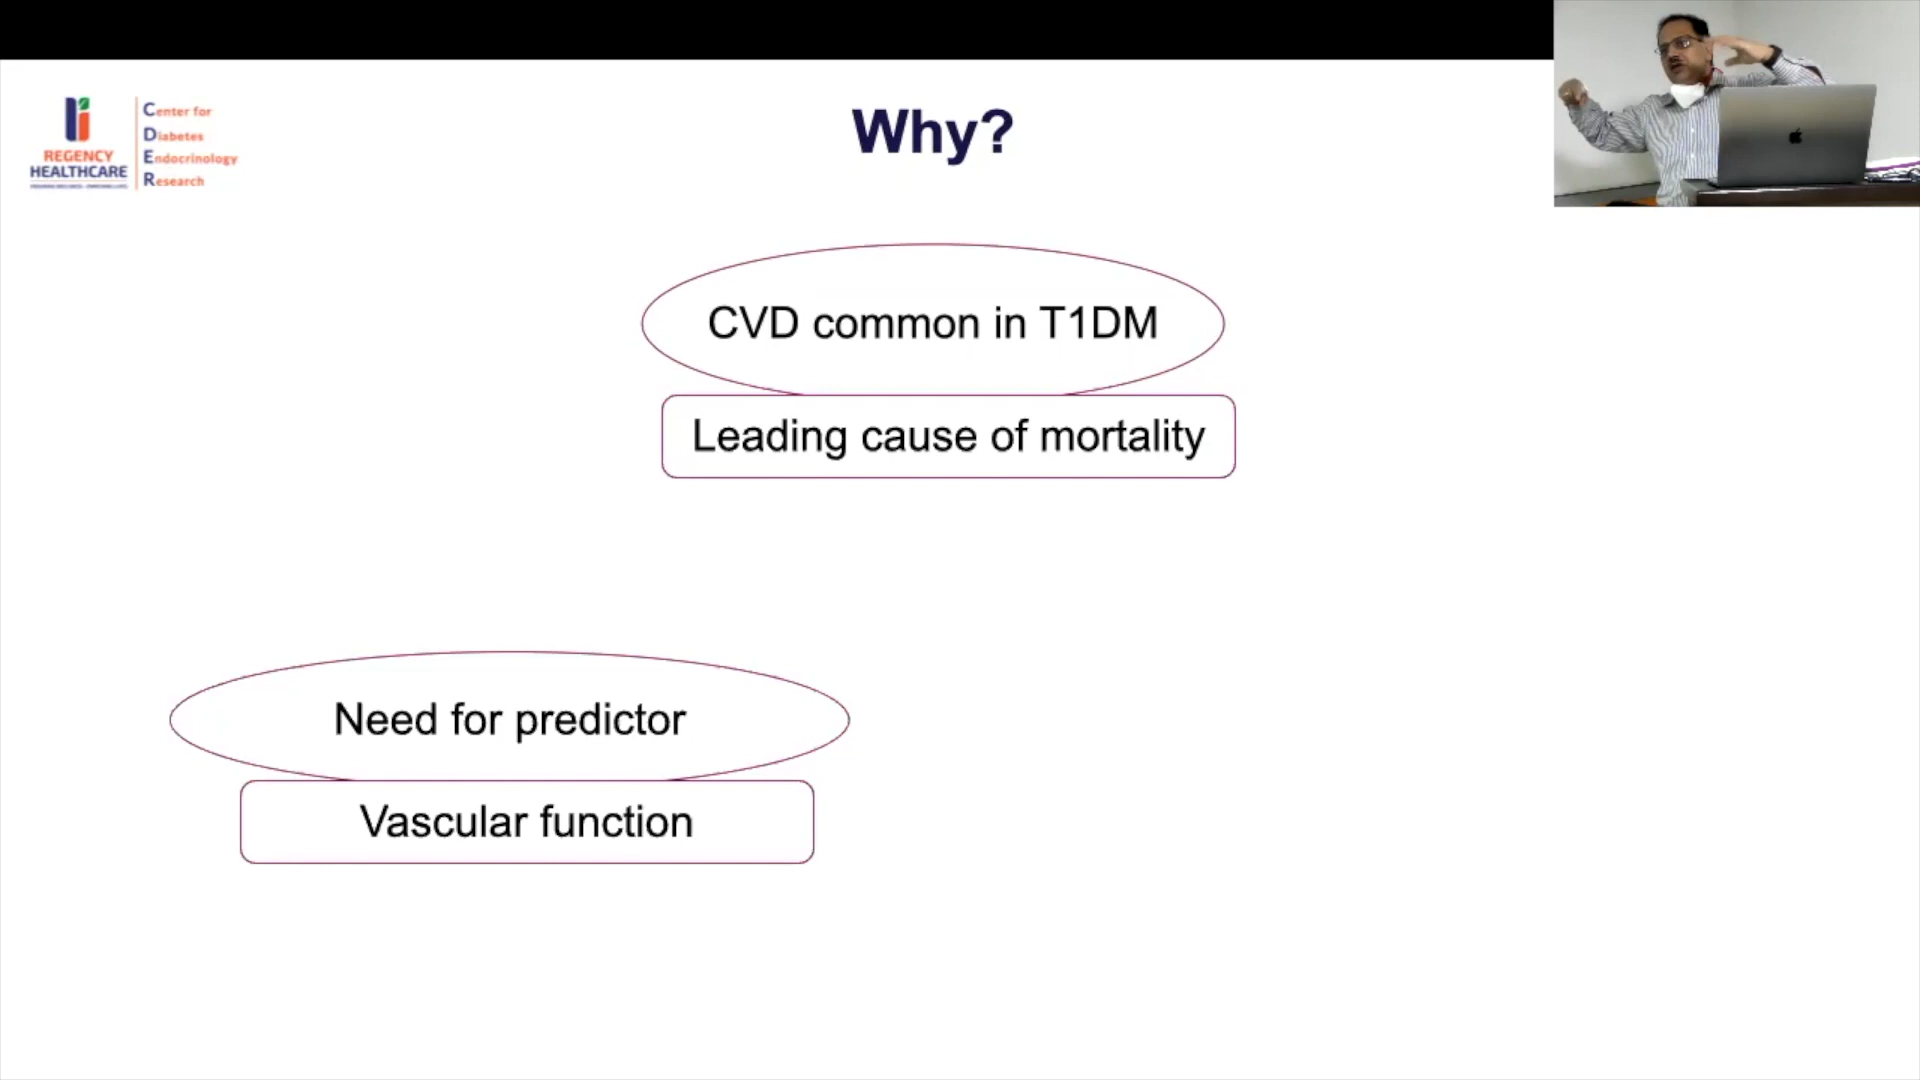 Why?
REGENCY
HEALTHCARE
Center for
Diabetes
Endocrinology
Research
CVD common in T1DM
Leading cause of mortality
Need for predictor
Vascular function